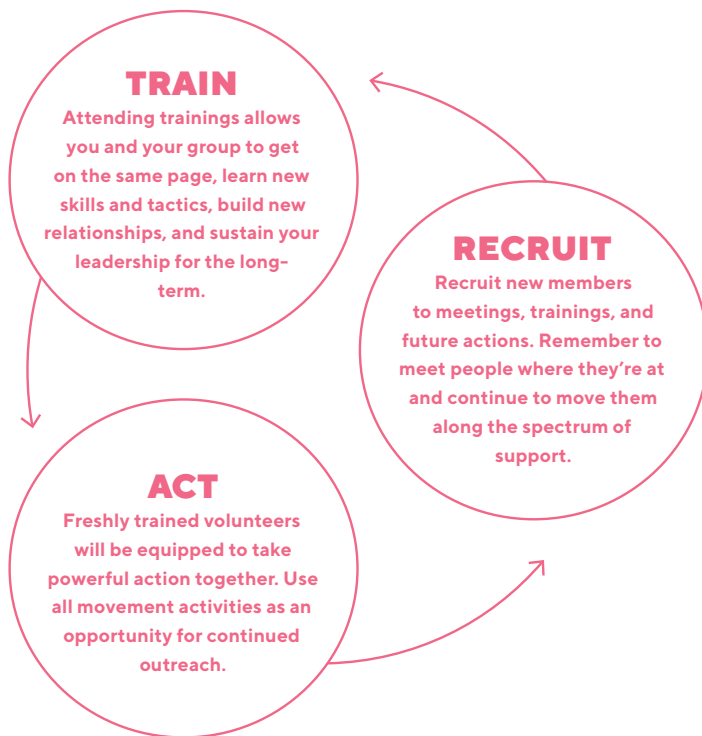 TRAIN
Attending trainings allows
you and your group to get
on the same page, learn new
skills and tactics, build new
relationships, and sustain your
leadership for the long-
term.
RECRUIT
Recruit new members
to meetings, trainings, and
future actions. Remember to
meet people where they’re at
and continue to move them
along the spectrum of
support.
ACT
Freshly trained volunteers
will be equipped to take
powerful action together. Use
all movement activities as an
opportunity for continued
outreach.